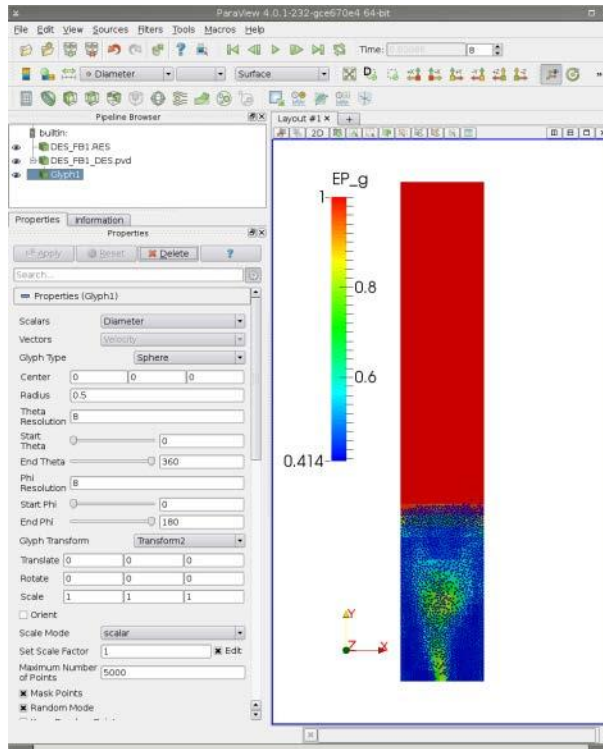 ParaView 4.0.1-232-gce670e4 64-bit
File Edit View Sources Filters Tools Macros Help
Time: 8
Diameter Surface
Pipeline Browser
Layout #1 × +
2D
builtin:
DES_FB1.RES
DES_FB1_DES.pvd
Glyph1
Properties Information
Properties
Apply Reset Delete ?
Search...
Properties (Glyph1)
Scalars Diameter
Vectors Velocity
Glyph Type Sphere
Center 0 0 0
Radius 0.5
Theta
Resolution 8
Start
Theta 0
End Theta 360
Phi
Resolution 8
Start Phi 0
End Phi 180
Glyph Transform Transform2
Translate 0 0 0
Rotate 0 0 0
Scale 1 1 1
Orient
Scale Mode scalar
Set Scale Factor 1 Edit
Maximum Number
of Points 5000
Mask Points
Random Mode
EP_g
1
0.8
0.6
0.414
Y
Z X